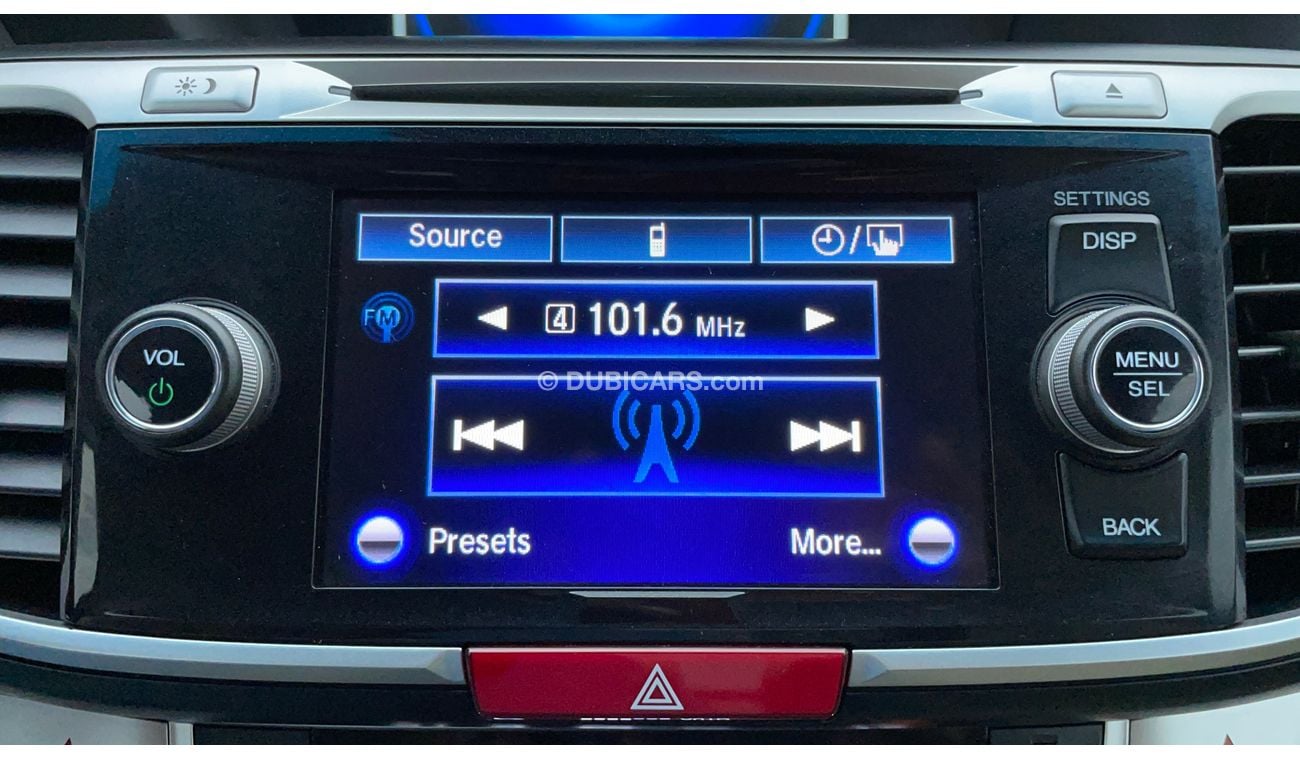 SETTINGS
Source
DISP
FM
4 101.6 MHz
VOL
MENU
SEL
© DUBICARS.com
Presets
More...
BACK